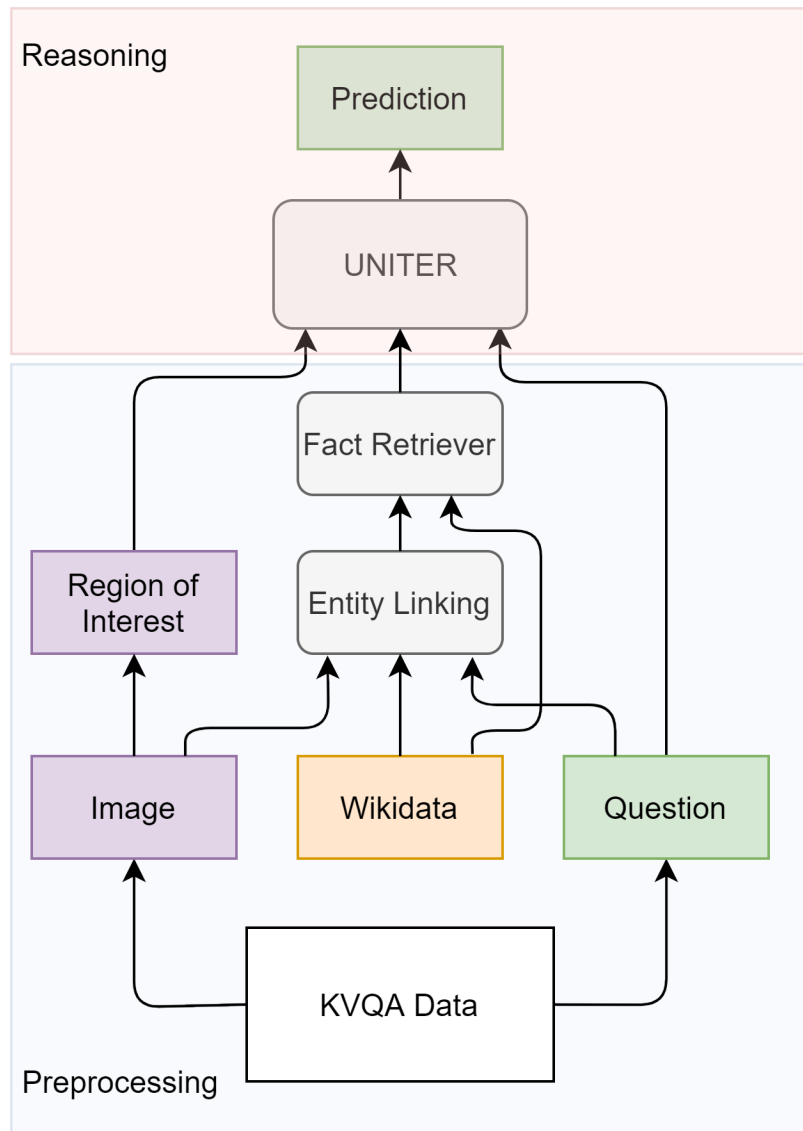 Reasoning
Prediction
UNITER
Fact Retriever
Region of
Interest
Entity Linking
Image
Wikidata
Question
KVQA Data
Preprocessing